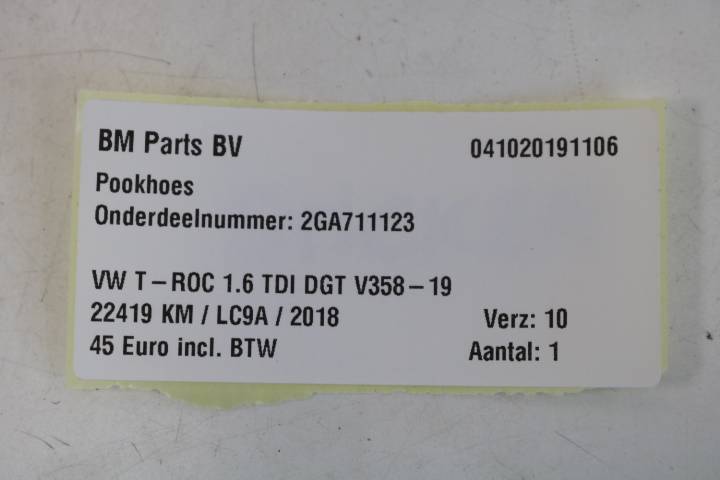 BM Parts BV 041020191106
Pookhoes
Onderdeelnummer: 2GA711123
VW T-ROC 1.6 TDI DGT V358-19
22419 KM / LC9A / 2018 Verz: 10
45 Euro incl. BTW Aantal: 1